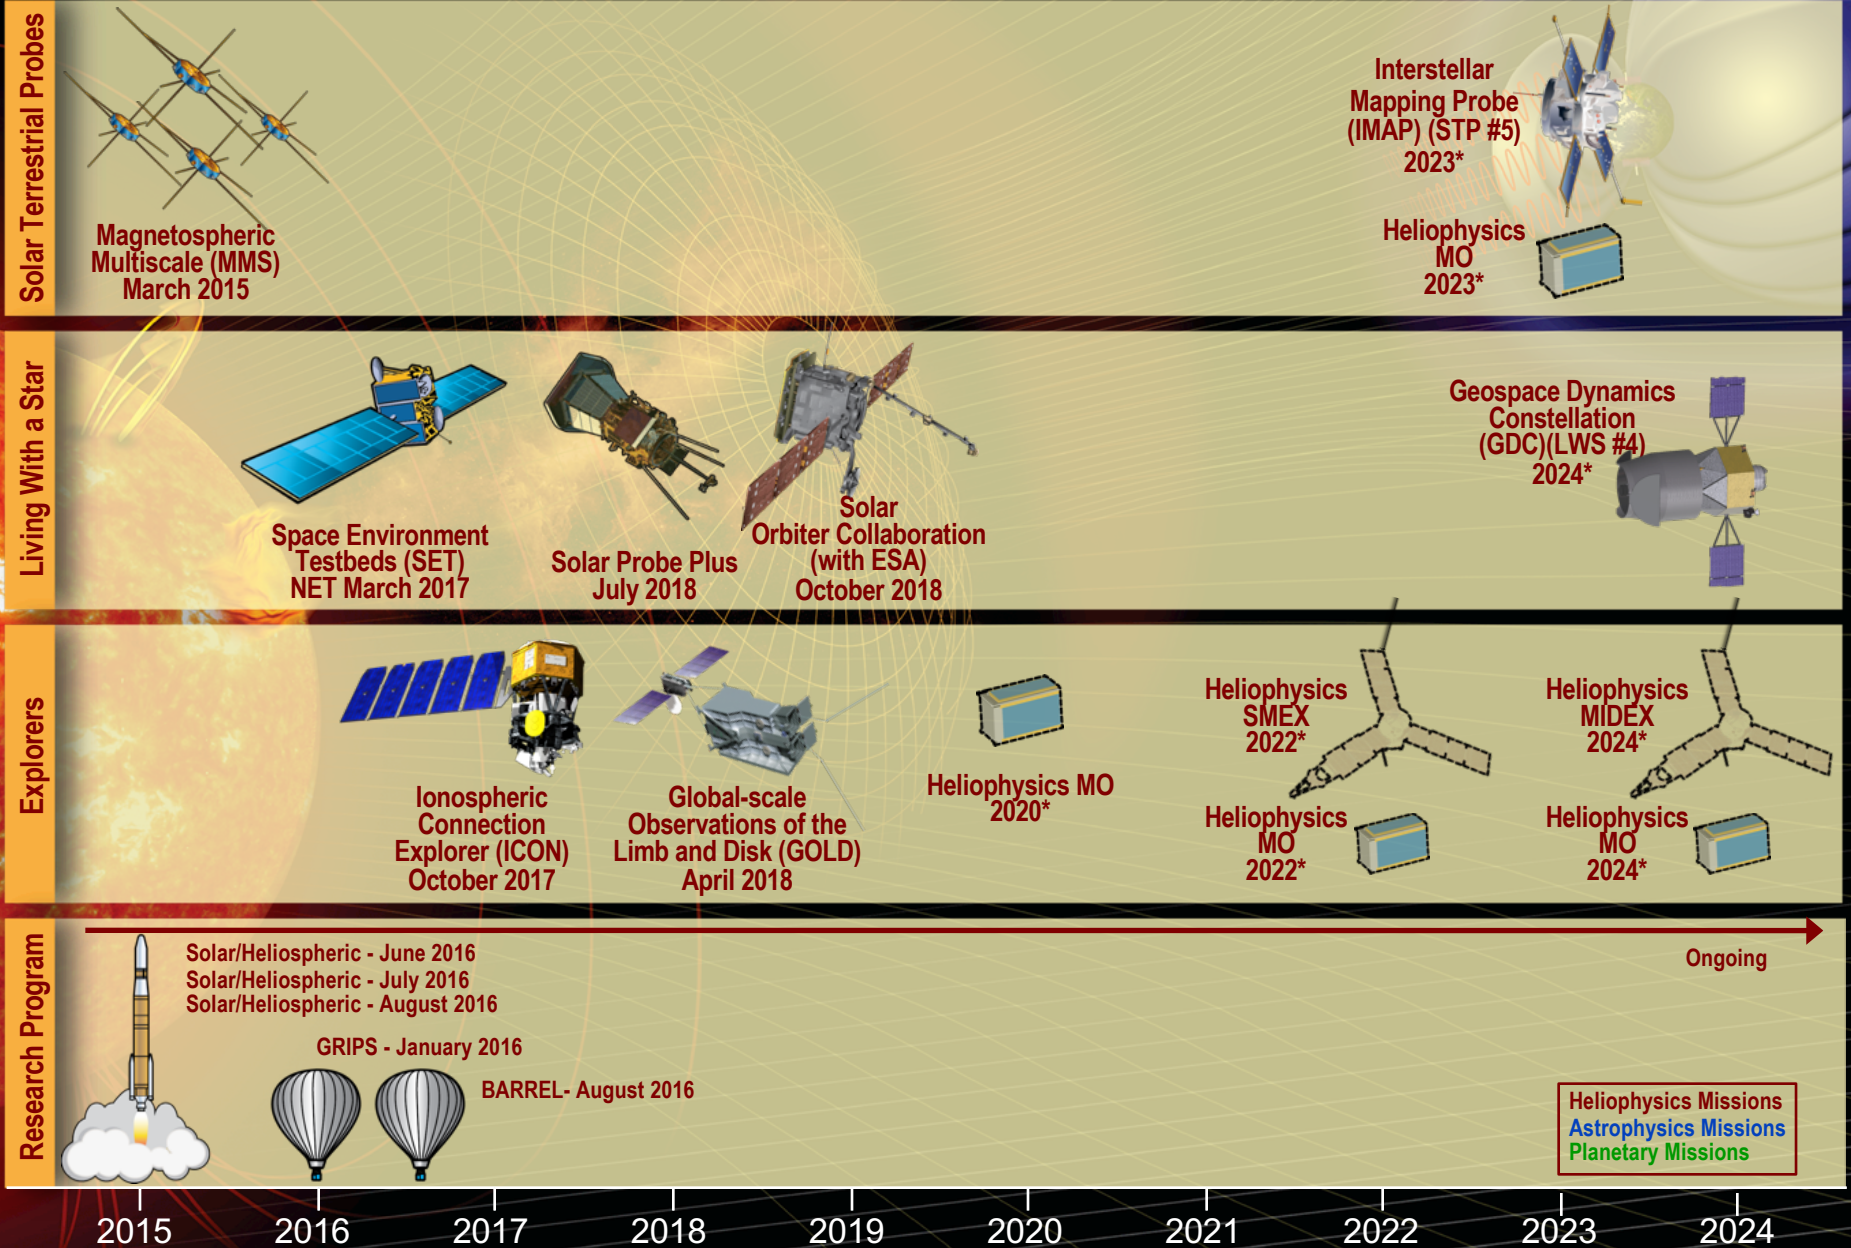 Solar Terrestrial Probes
Magnetospheric
Multiscale (MMS)
March 2015
Interstellar
Mapping Probe
(IMAP) (STP #5)
2023*
Heliophysics
MO
2023*
Living With a Star
Space Environment
Testbeds (SET)
NET March 2017
Solar Probe Plus
July 2018
Solar
Orbiter Collaboration
(with ESA)
October 2018
Geospace Dynamics
Constellation
(GDC)(LWS #4)
2024*
Explorers
Ionospheric
Connection
Explorer (ICON)
October 2017
Global-scale
Observations of the
Limb and Disk (GOLD)
April 2018
Heliophysics MO
2020*
Heliophysics
SMEX
2022*
Heliophysics
MO
2022*
Heliophysics
MIDEX
2024*
Heliophysics
MO
2024*
Research Program
Solar/Heliospheric - June 2016
Solar/Heliospheric - July 2016
Solar/Heliospheric - August 2016
GRIPS - January 2016
BARREL- August 2016
Ongoing
Heliophysics Missions
Astrophysics Missions
Planetary Missions
2015 2016 2017 2018 2019 2020 2021 2022 2023 2024